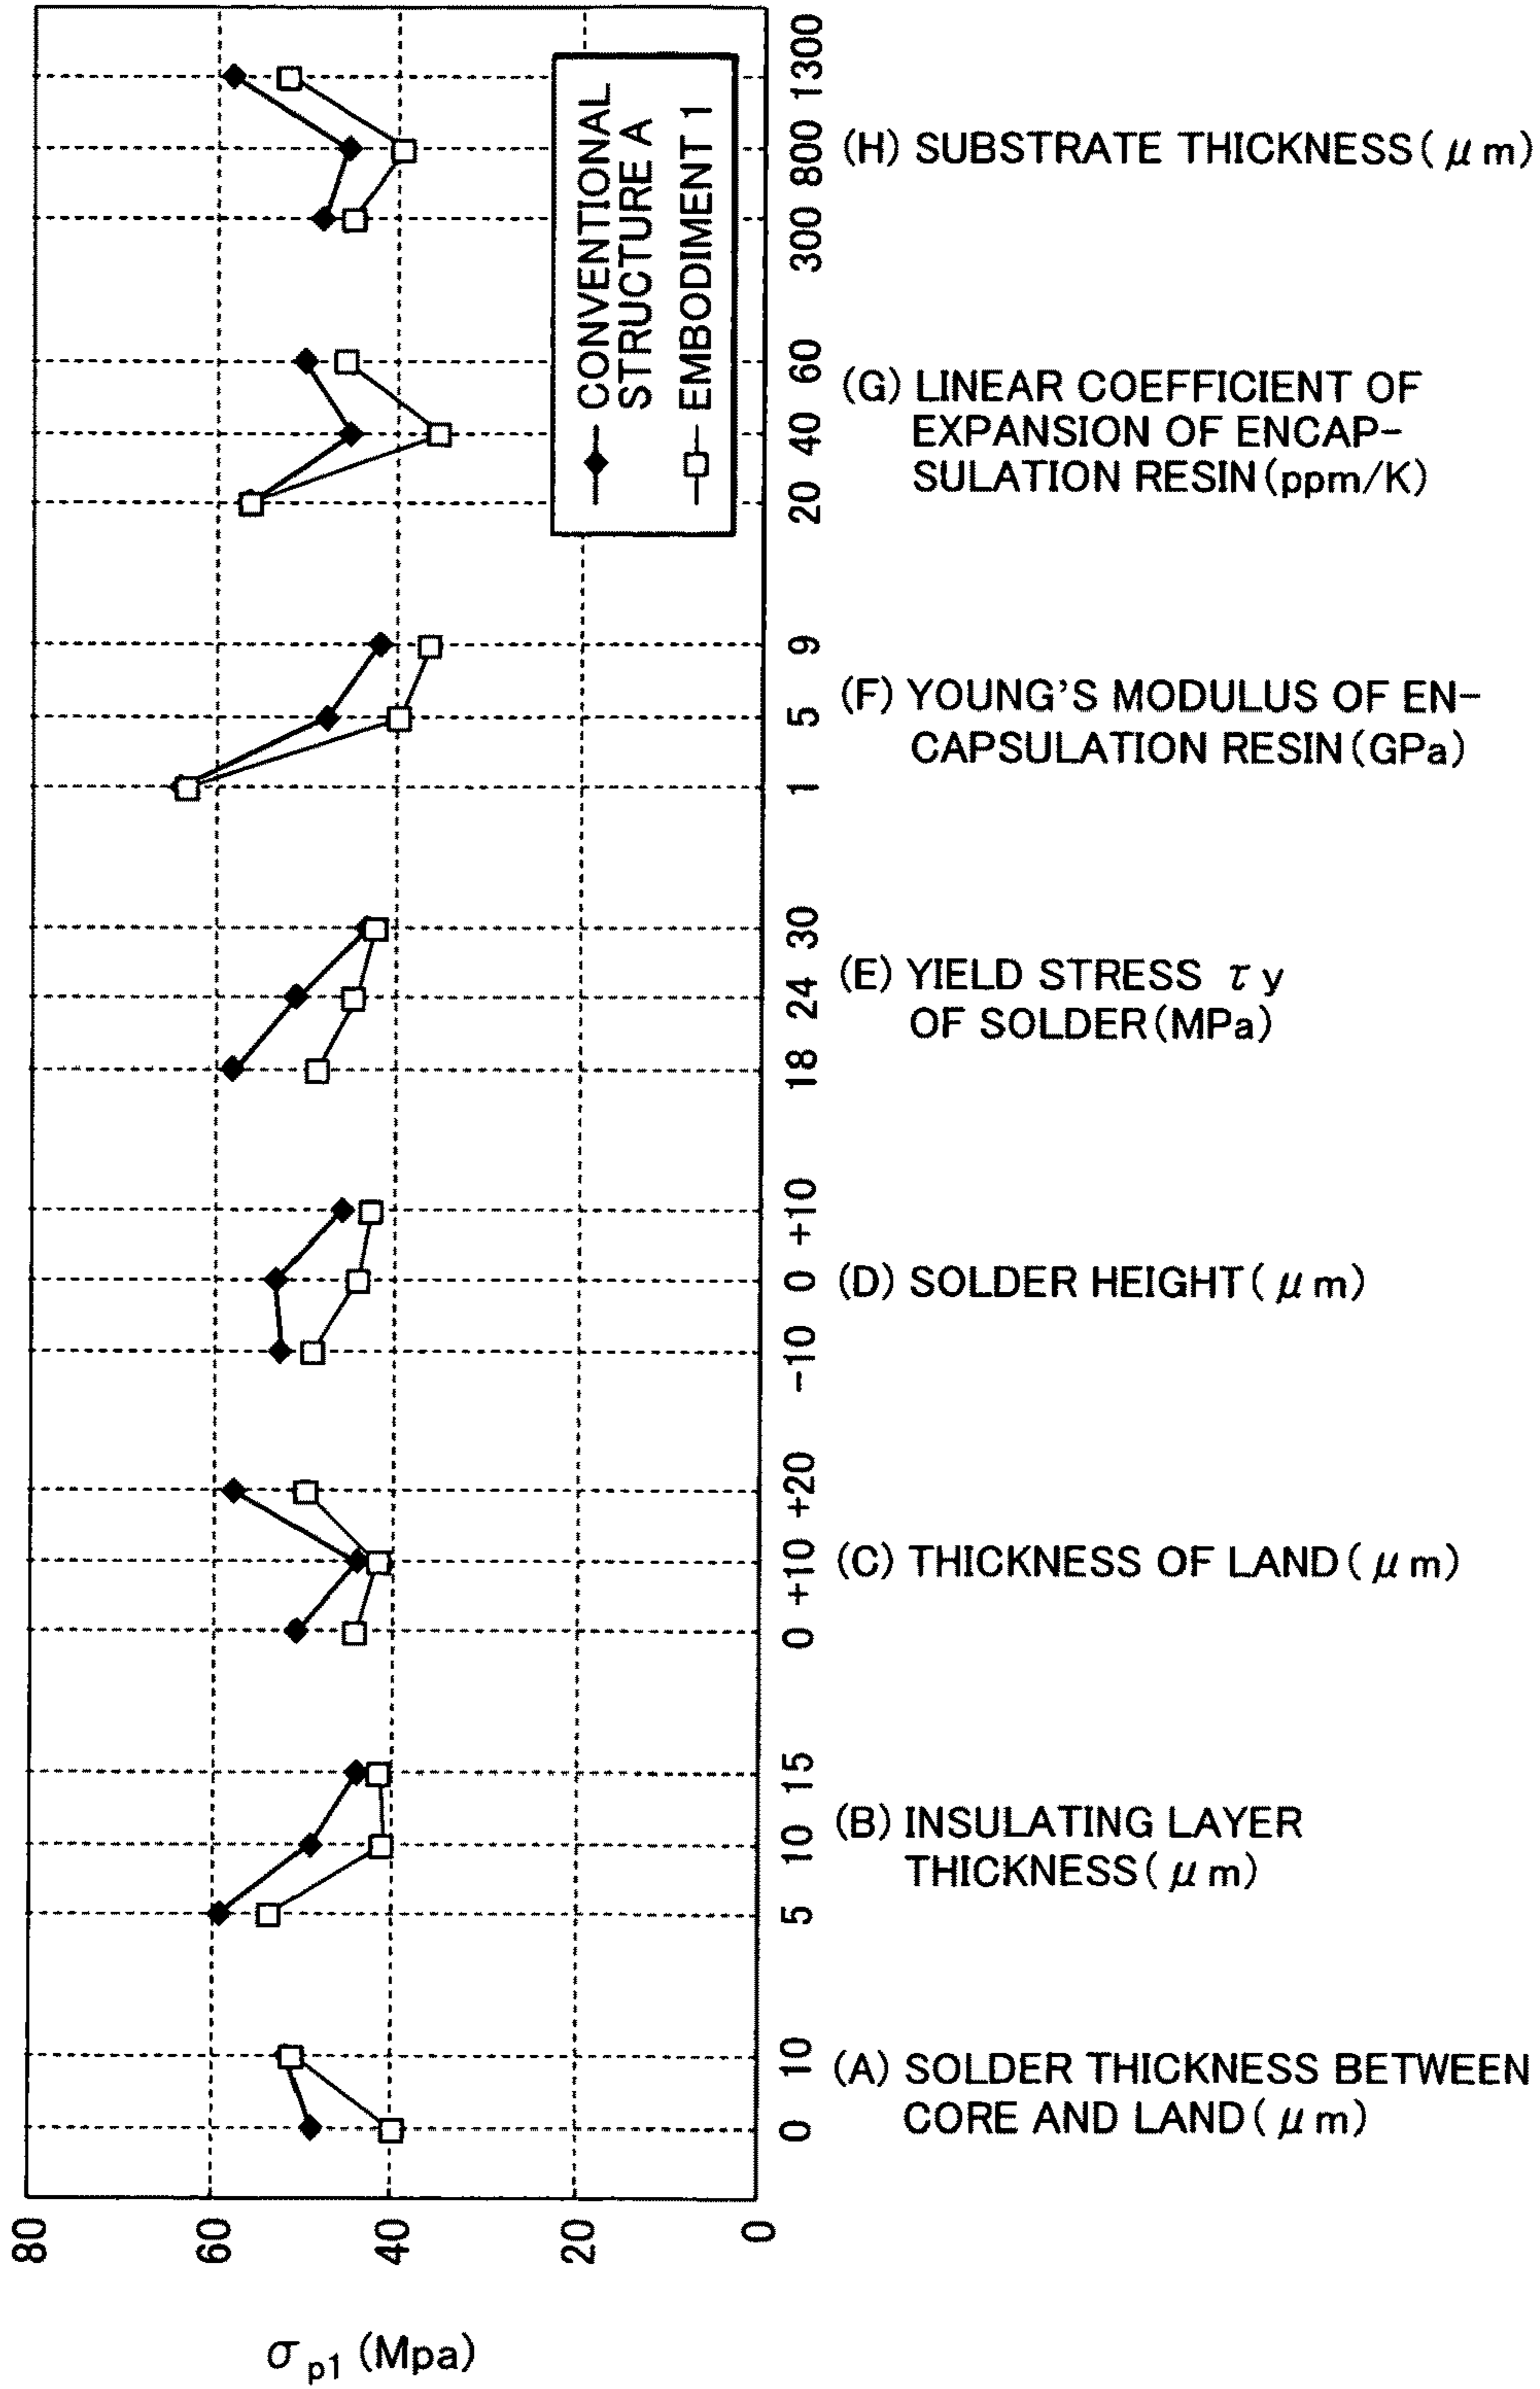 80
60
40
20
0
σp1 (Mpa)
0 10
(A) SOLDER THICKNESS BETWEEN
CORE AND LAND(μm)
5 10 15
(B) INSULATING LAYER
THICKNESS(μm)
0 +10 +20
(C) THICKNESS OF LAND(μm)
-10 0 +10
(D) SOLDER HEIGHT(μm)
18 24 30
(E) YIELD STRESS τy
OF SOLDER(MPa)
1 5 9
(F) YOUNG'S MODULUS OF EN-
CAPSULATION RESIN(GPa)
20 40 60
(G) LINEAR COEFFICIENT OF
EXPANSION OF ENCAP-
SULATION RESIN(ppm/K)
300 800 1300
(H) SUBSTRATE THICKNESS(μm)
CONVENTIONAL
STRUCTURE A
EMBODIMENT 1